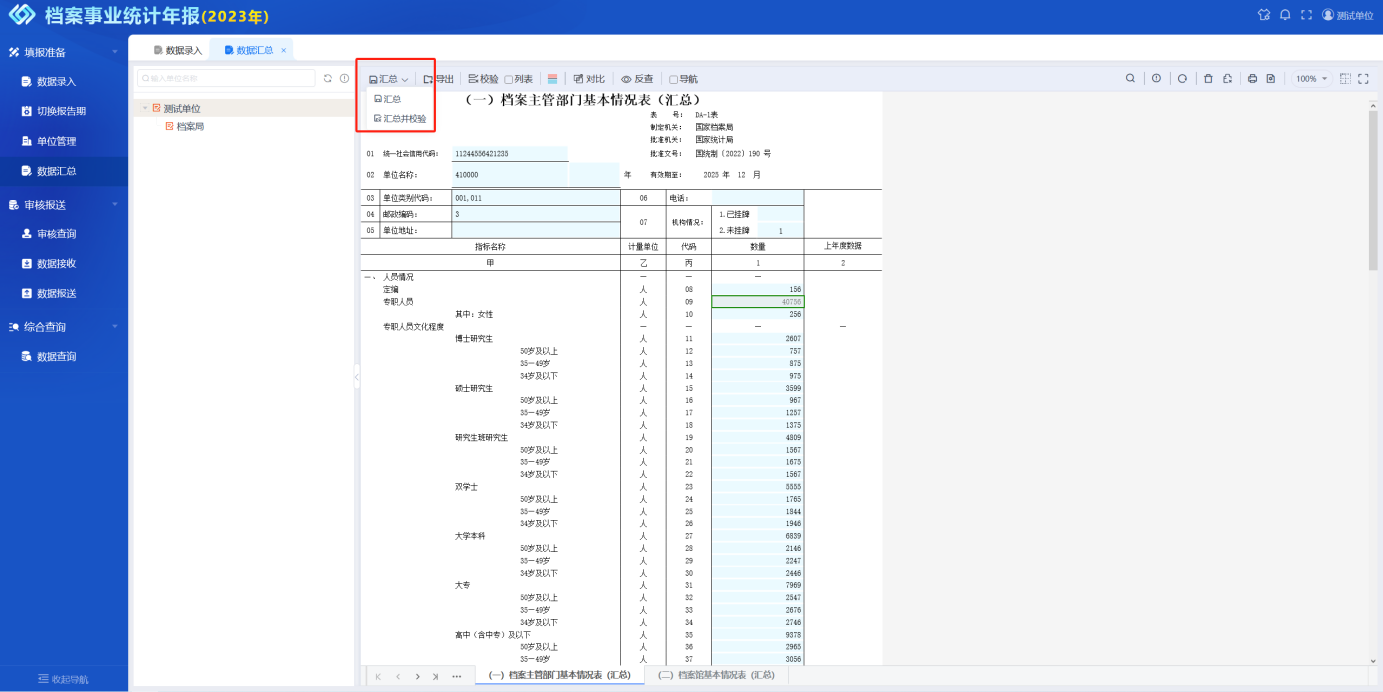 档案事业统计年报(2023年)
测试单位
填报准备
数据录入
切换报告期
单位管理
数据汇总
审核报送
审核查询
数据接收
数据报送
综合查询
数据查询
收起导航
数据录入 数据汇总 ×
输入单位名称
测试单位
档案局
汇总 导出 校验 列表 对比 反查 导航 100%
汇总
汇总并校验
（一）档案主管部门基本情况表（汇总）
表 号: DA-1表
制定机关: 国家档案局
批准机关: 国家统计局
01 统一社会信用代码: 11244556421235 批准文号: 国统制（2022）190 号
02 单位名称: 410000 年 有效期至: 2025 年 12 月
03 单位类别代码: 001,011 06 电话:
04 邮政编码: 3 07 机构情况: 1.已挂牌
05 单位地址: 2.未挂牌 1
指标名称 计量单位 代码 数量 上年度数据
甲 乙 丙 1 2
一、人员情况 — — —
定编 人 08 156
专职人员 人 09 40755
其中: 女性 人 10 256
专职人员文化程度 — — — —
博士研究生 人 11 2607
50岁及以上 人 12 757
35—49岁 人 13 875
34岁及以下 人 14 975
硕士研究生 人 15 3599
50岁及以上 人 16 967
35—49岁 人 17 1257
34岁及以下 人 18 1375
研究生班研究生 人 19 4809
50岁及以上 人 20 1567
35—49岁 人 21 1675
34岁及以下 人 22 1567
双学士 人 23 5555
50岁及以上 人 24 1765
35—49岁 人 25 1844
34岁及以下 人 26 1946
大学本科 人 27 6839
50岁及以上 人 28 2146
35—49岁 人 29 2247
34岁及以下 人 30 2446
大专 人 31 7969
50岁及以上 人 32 2547
35—49岁 人 33 2676
34岁及以下 人 34 2746
高中（含中专）及以下 人 35 9378
50岁及以上 人 36 2965
35—49岁 人 37 3056
（一）档案主管部门基本情况表（汇总） （二）档案馆基本情况表（汇总）